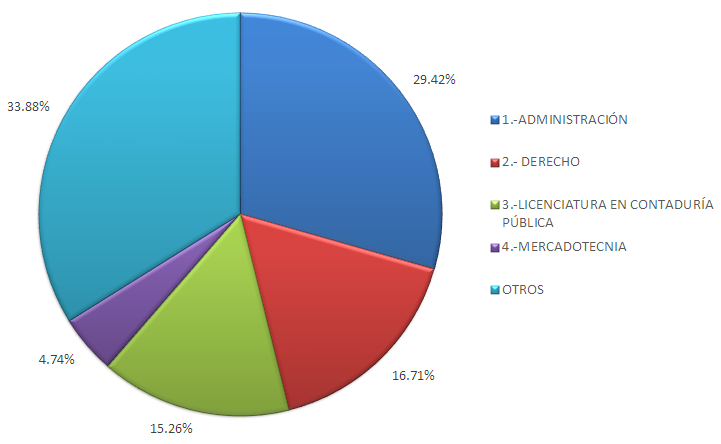 29.42%
33.88%
1.-ADMINISTRACIÓN
2.- DERECHO
3.-LICENCIATURA EN CONTADURÍA
PÚBLICA
4.-MERCADOTECNIA
OTROS
4.74%
16.71%
15.26%